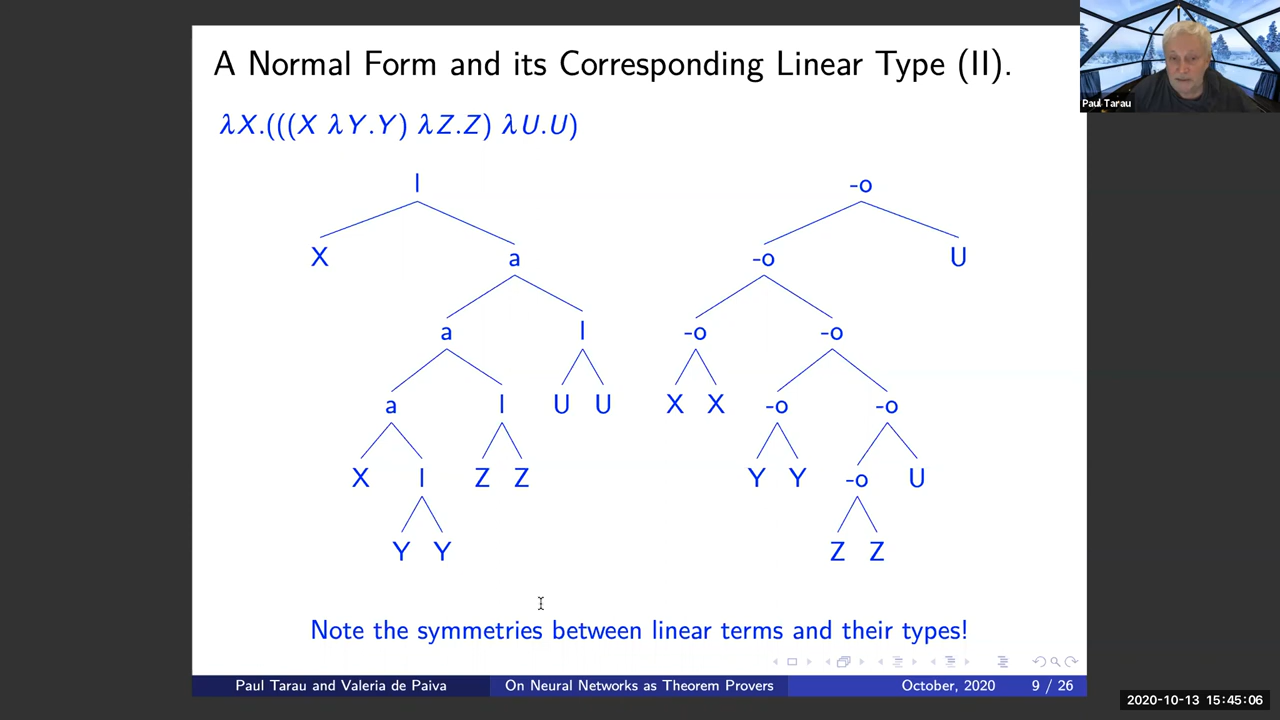 A Normal Form and its Corresponding Linear Type (II).
Paul Tarau
λX.(((X λY.Y) λZ.Z) λU.U)
l -o
X a -o U
a l -o -o
a l U U X X -o -o
X l Z Z Y Y -o U
Y Y Z Z
Note the symmetries between linear terms and their types!
Paul Tarau and Valeria de Paiva On Neural Networks as Theorem Provers October, 2020 9 / 26
2020-10-13 15:45:06